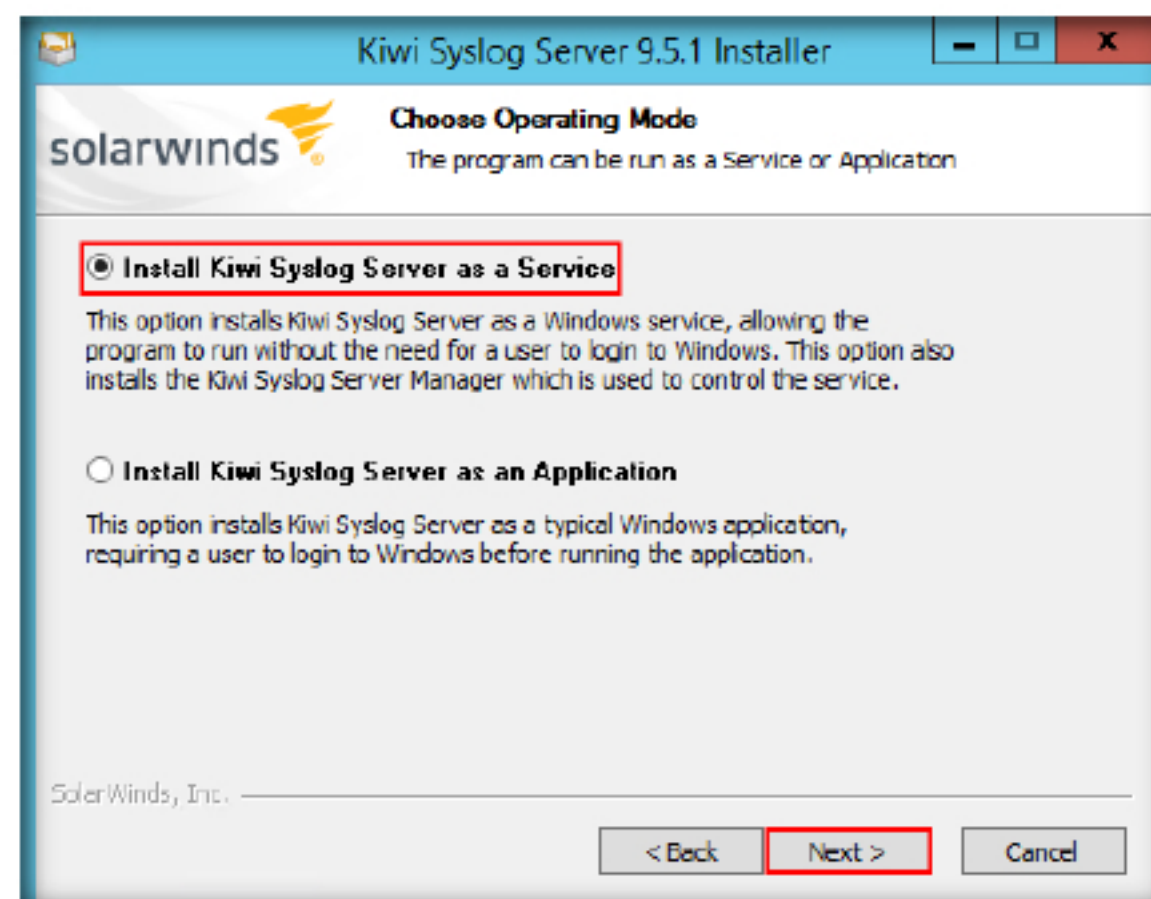 Kiwi Syslog Server 9.5.1 Installer
solarwinds
Choose Operating Mode
The program can be run as a Service or Application
Install Kiwi Syslog Server as a Service
This option installs Kiwi Syslog Server as a Windows service, allowing the
program to run without the need for a user to login to Windows. This option also
installs the Kiwi Syslog Server Manager which is used to control the service.
Install Kiwi Syslog Server as an Application
This option installs Kiwi Syslog Server as a typical Windows application,
requiring a user to login to Windows before running the application.
SolarWinds, Inc.
< Back Next > Cancel